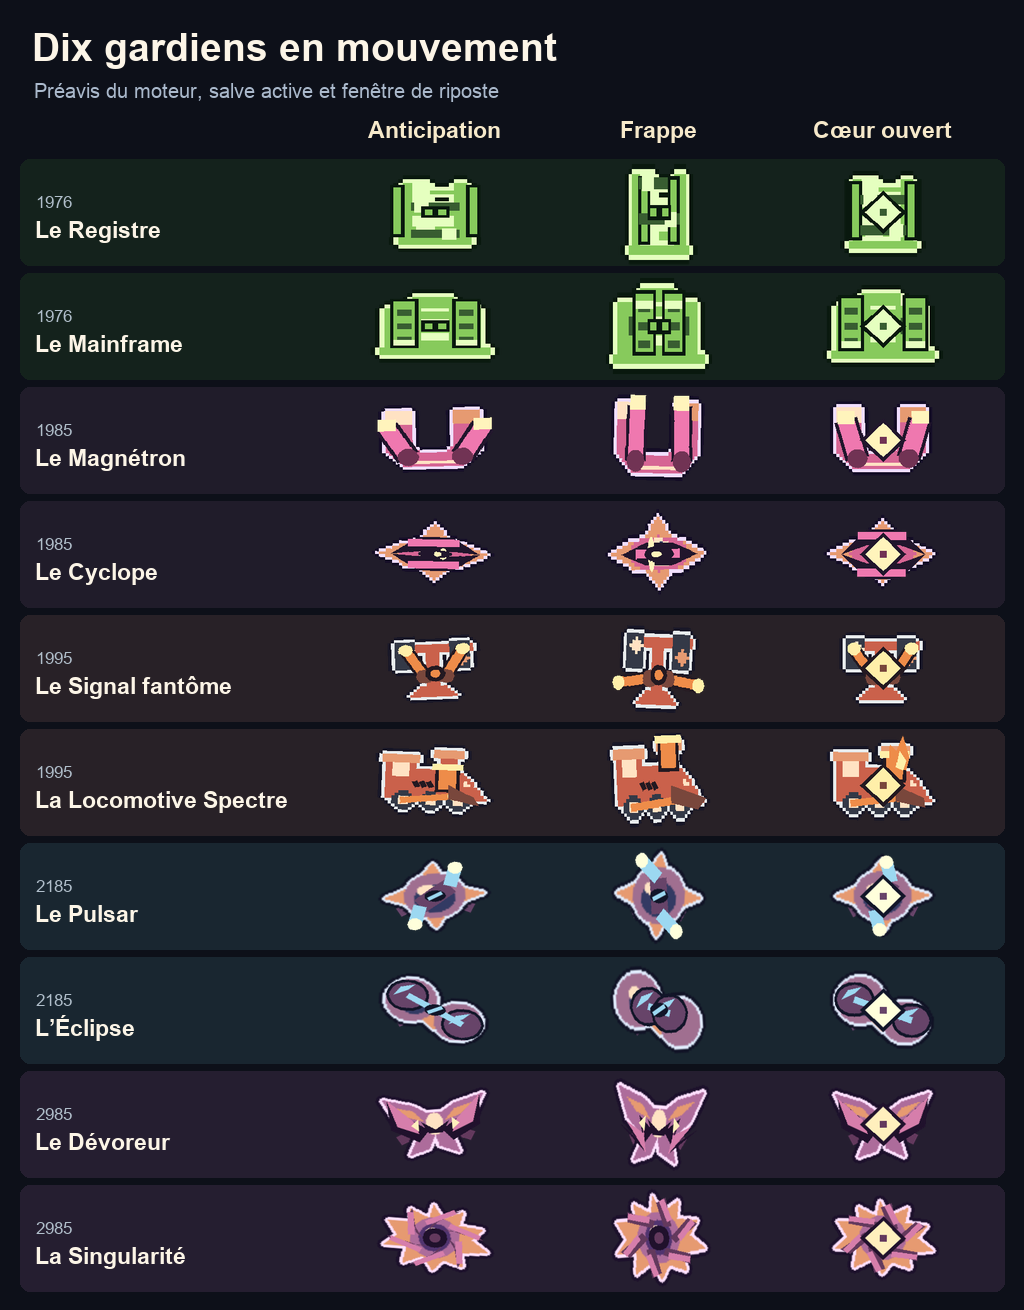 Dix gardiens en mouvement
Préavis du moteur, salve active et fenêtre de riposte
Anticipation Frappe Cœur ouvert
1976
Le Registre
1976
Le Mainframe
1985
Le Magnétron
1985
Le Cyclope
1995
Le Signal fantôme
1995
La Locomotive Spectre
2185
Le Pulsar
2185
L’Éclipse
2985
Le Dévoreur
2985
La Singularité